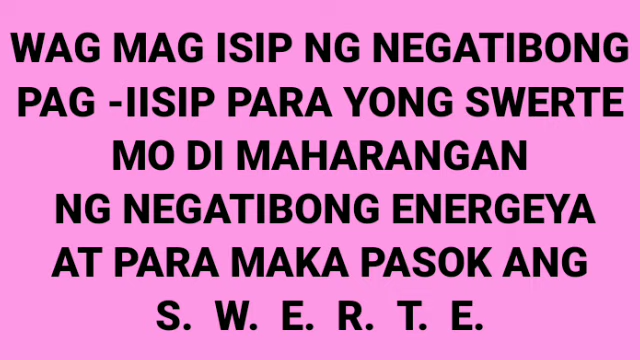 WAG MAG ISIP NG NEGATIBONG
PAG -IISIP PARA YONG SWERTE
MO DI MAHARANGAN
NG NEGATIBONG ENERGEYA
AT PARA MAKA PASOK ANG
S. W. E. R. T. E.